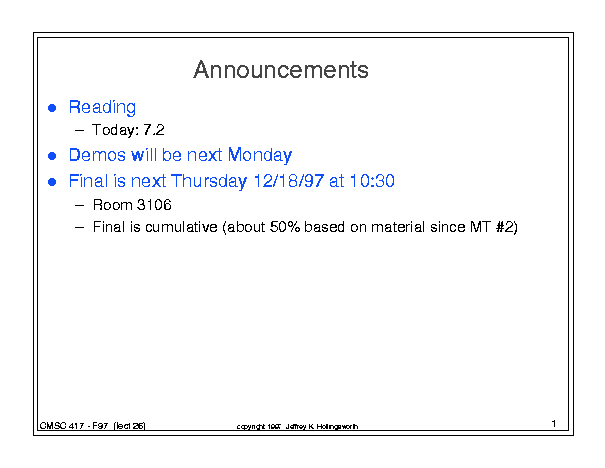 Announcements
● Reading
– Today: 7.2
● Demos will be next Monday
● Final is next Thursday 12/18/97 at 10:30
– Room 3106
– Final is cumulative (about 50% based on material since MT #2)
CMSC 417 - F97 (lect 26)
copyright 1997 Jeffrey K. Hollingsworth
1